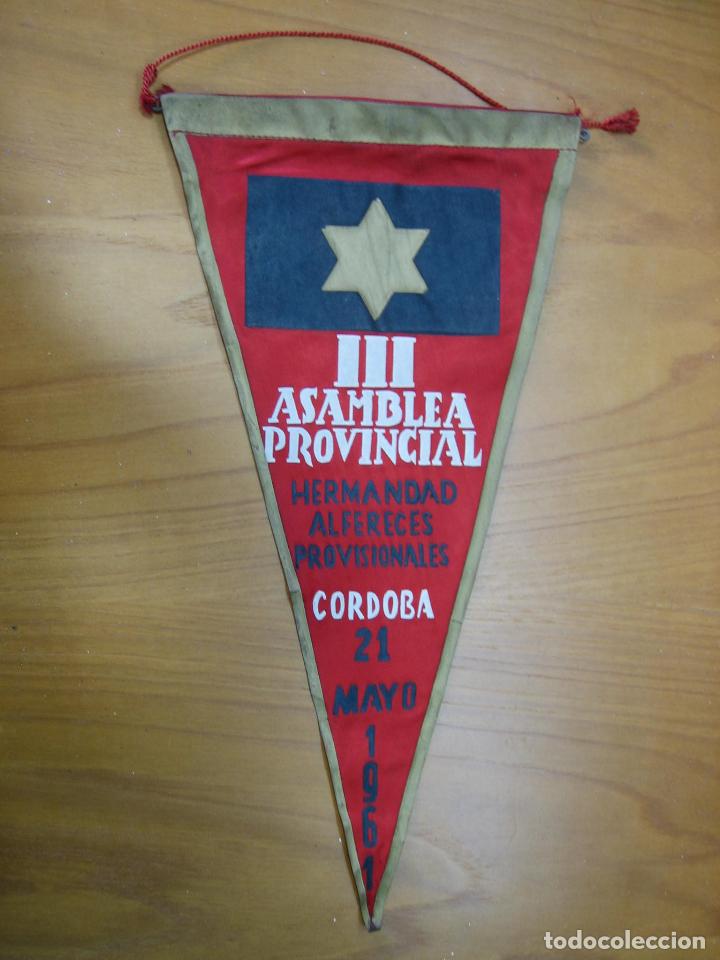 III
ASAMBLEA
PROVINCIAL
HERMANDAD
ALFERECES
PROVISIONALES
CORDOBA
21
MAYO
1961
todocoleccion